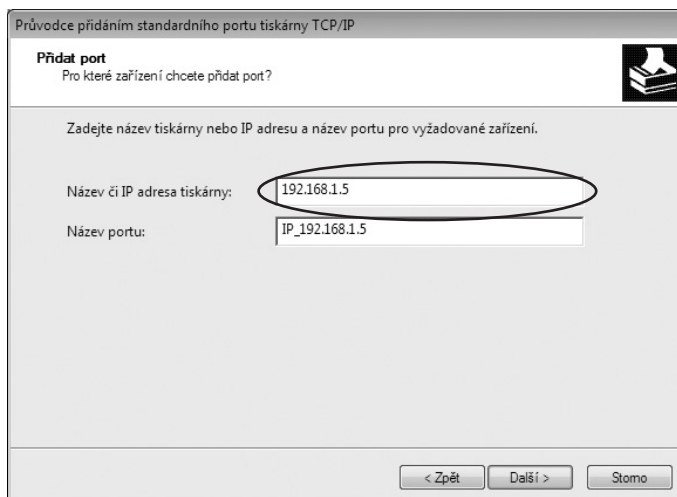 Průvodce přidáním standardního portu tiskárny TCP/IP
Přidat port
Pro které zařízení chcete přidat port?
Zadejte název tiskárny nebo IP adresu a název portu pro vyžadované zařízení.
Název či IP adresa tiskárny: 192.168.1.5
Název portu: IP_192.168.1.5
< Zpět Další > Storno